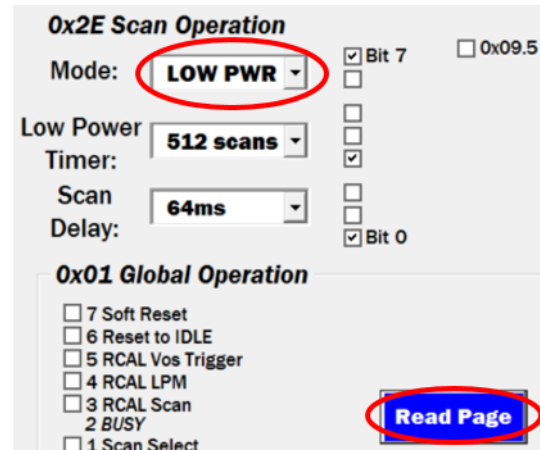 0x2E Scan Operation
Mode: LOW PWR Bit 7 0x09.5
Low Power
Timer: 512 scans
Scan
Delay: 64ms Bit 0
0x01 Global Operation
7 Soft Reset
6 Reset to IDLE
5 RCAL Vos Trigger
4 RCAL LPM
3 RCAL Scan
2 BUSY
1 Scan Select
Read Page